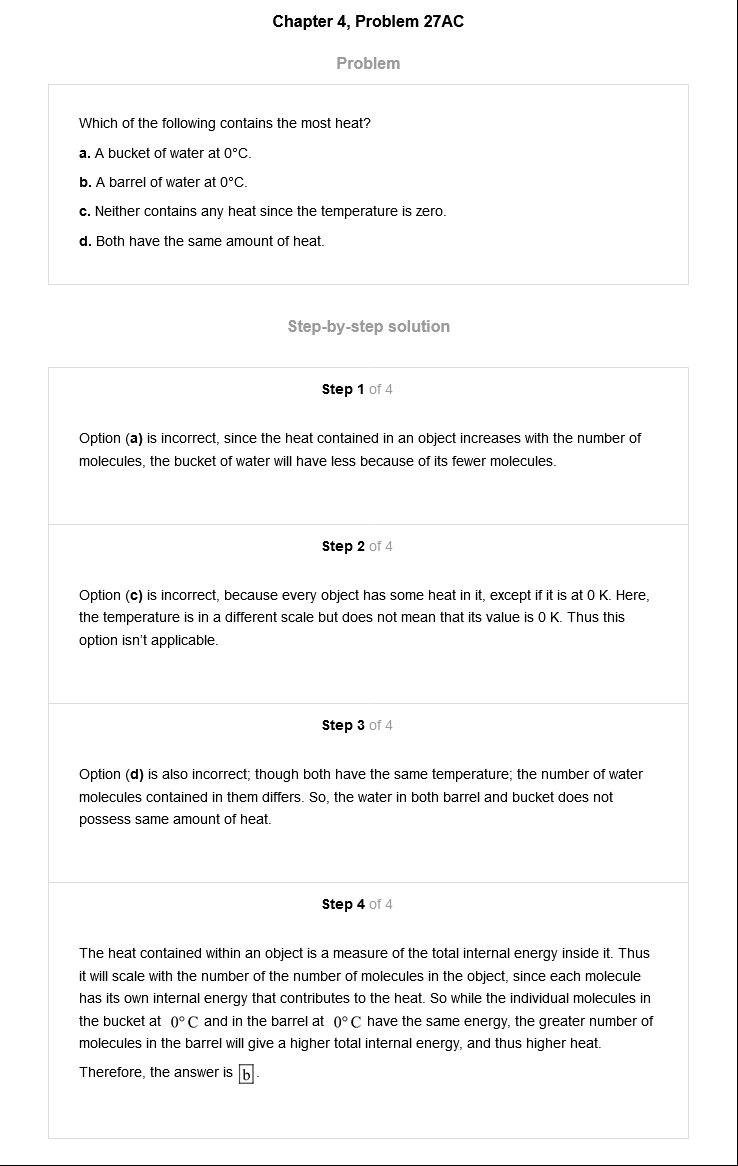 Chapter 4, Problem 27AC
Problem
Which of the following contains the most heat?
a. A bucket of water at 0°C.
b. A barrel of water at 0°C.
c. Neither contains any heat since the temperature is zero.
d. Both have the same amount of heat.
Step-by-step solution
Step 1 of 4
Option (a) is incorrect, since the heat contained in an object increases with the number of
molecules, the bucket of water will have less because of its fewer molecules.
Step 2 of 4
Option (c) is incorrect, because every object has some heat in it, except if it is at 0 K. Here,
the temperature is in a different scale but does not mean that its value is 0 K. Thus this
option isn't applicable.
Step 3 of 4
Option (d) is also incorrect; though both have the same temperature; the number of water
molecules contained in them differs. So, the water in both barrel and bucket does not
possess same amount of heat.
Step 4 of 4
The heat contained within an object is a measure of the total internal energy inside it. Thus
it will scale with the number of the number of molecules in the object, since each molecule
has its own internal energy that contributes to the heat. So while the individual molecules in
the bucket at 0°C and in the barrel at 0°C have the same energy, the greater number of
molecules in the barrel will give a higher total internal energy, and thus higher heat.
Therefore, the answer is b.